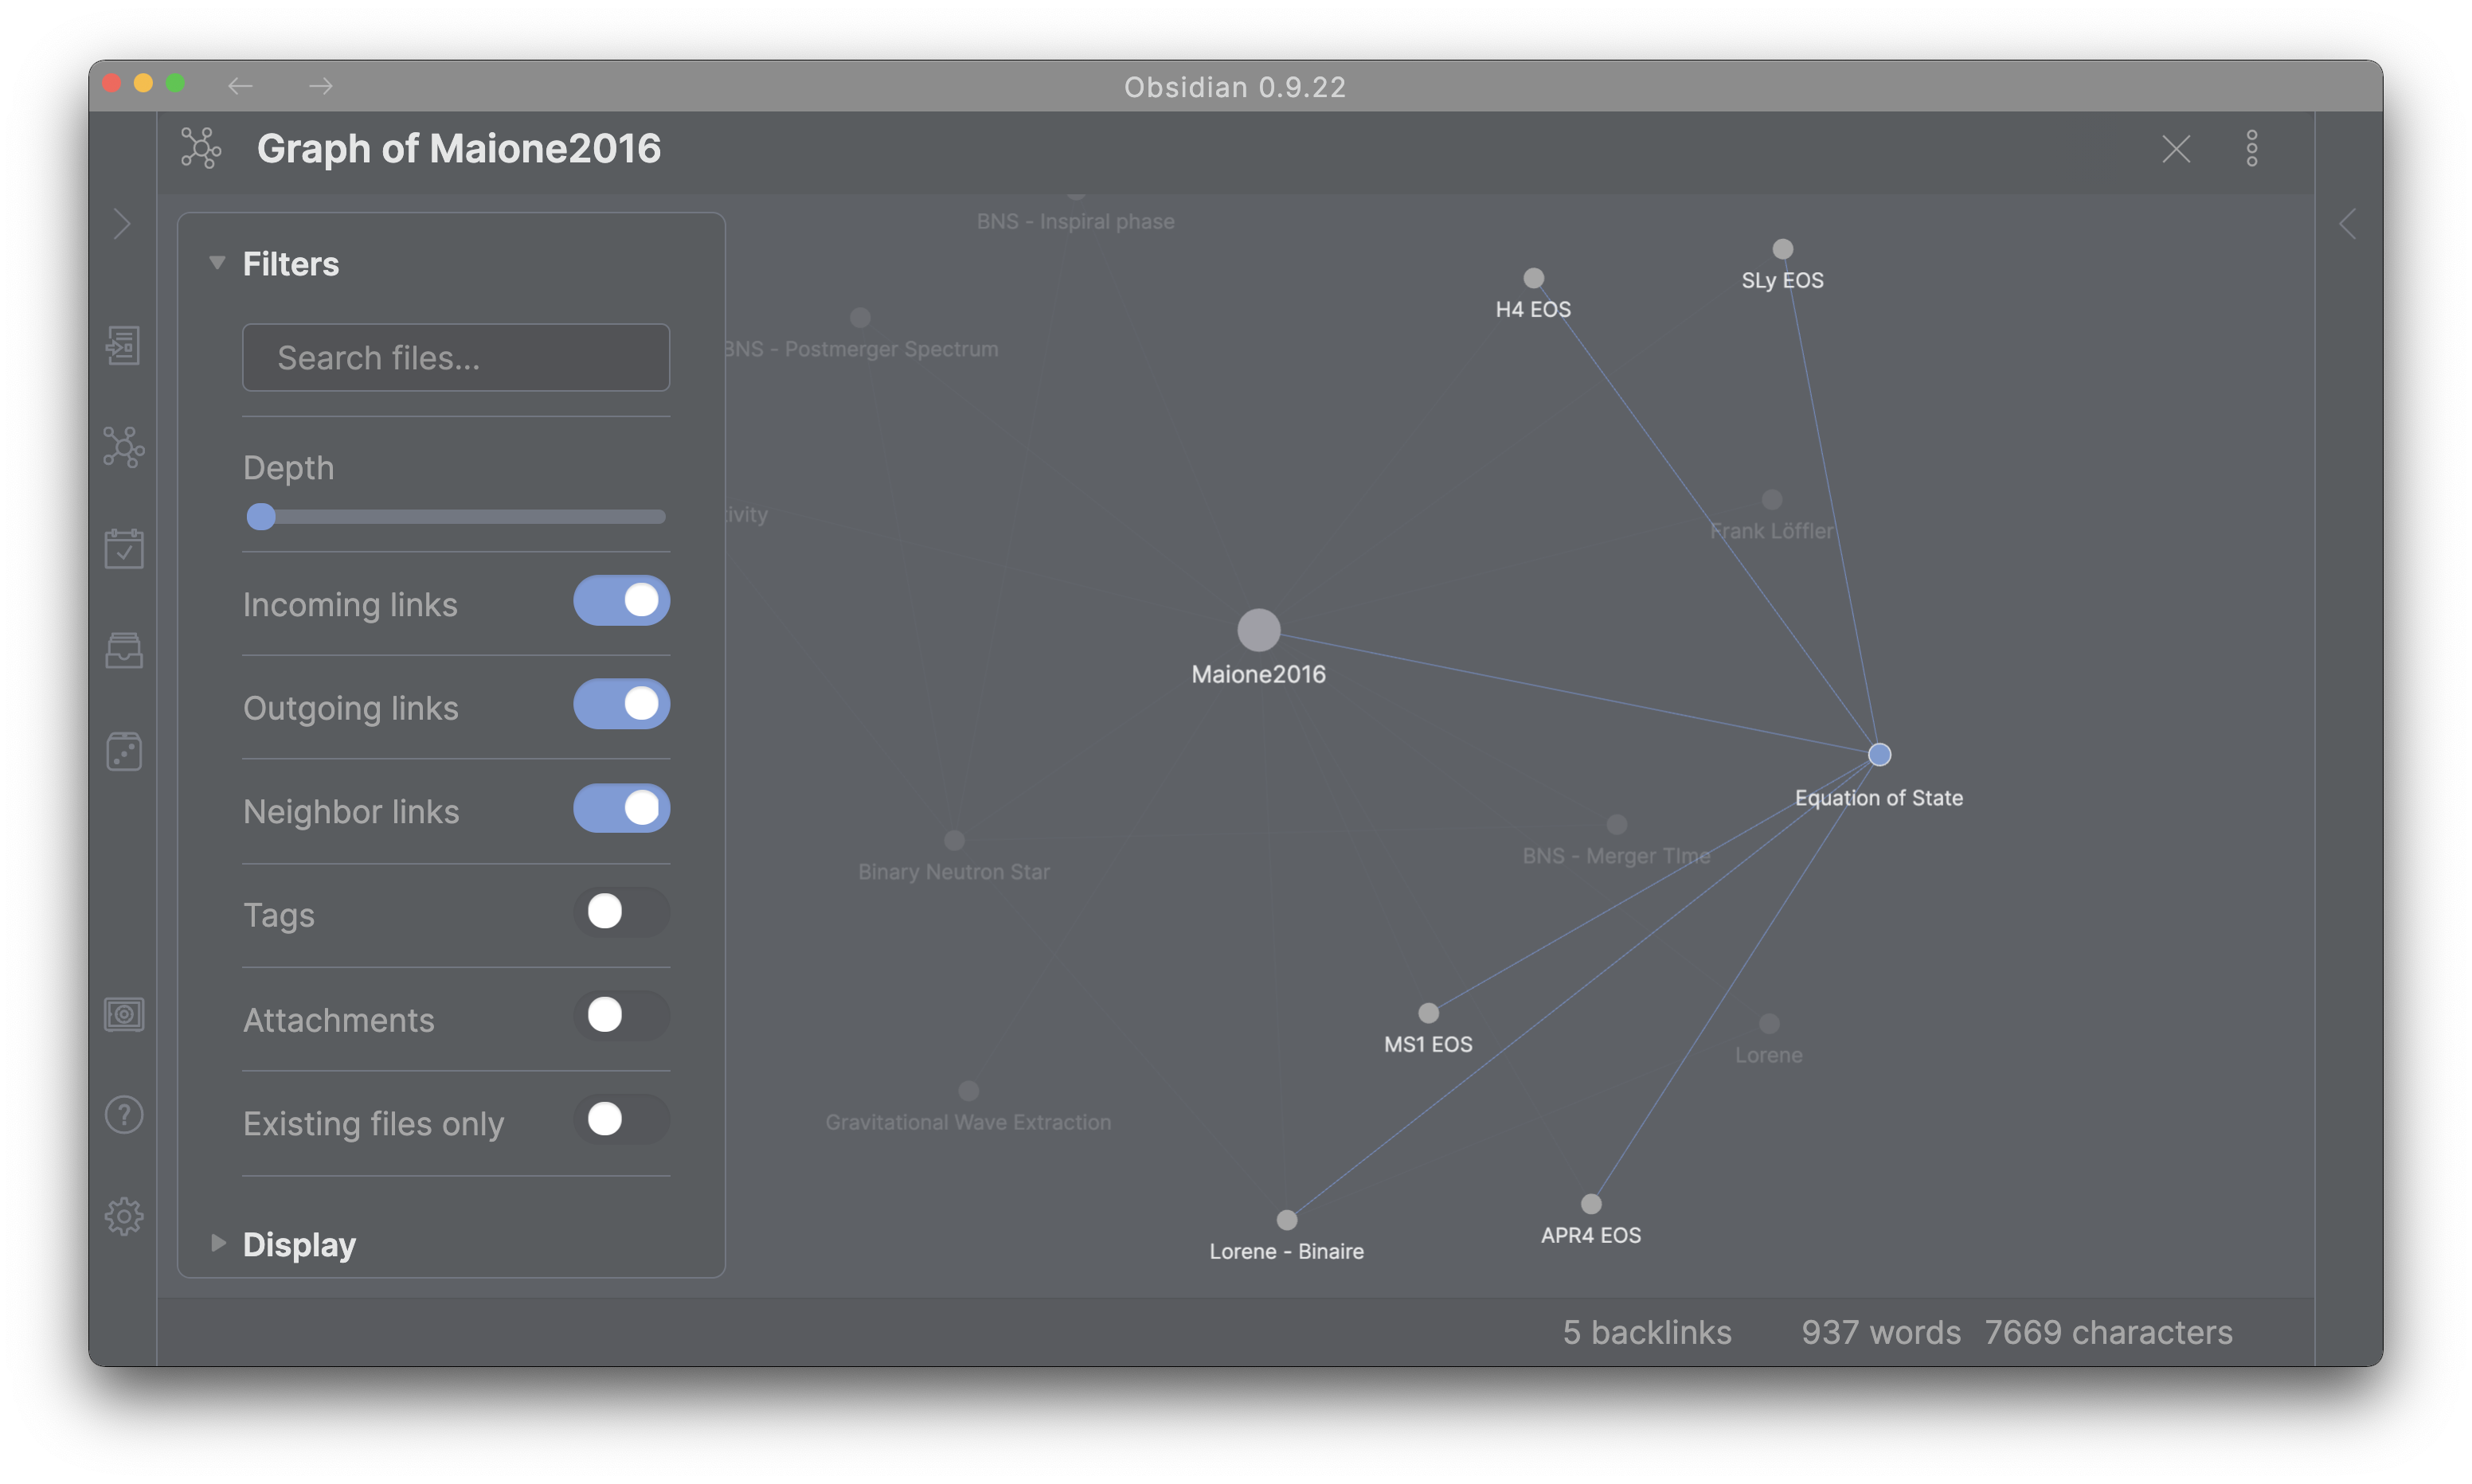 Obsidian 0.9.22
Graph of Maione2016
Filters
Search files...
Depth
Incoming links
Outgoing links
Neighbor links
Tags
Attachments
Existing files only
Display
BNS - Inspiral phase
SLy EOS
H4 EOS
BNS - Postmerger Spectrum
Frank Löffler
Maione2016
Equation of State
BNS - Merger TIme
Binary Neutron Star
MS1 EOS
Lorene
Gravitational Wave Extraction
APR4 EOS
Lorene - Binaire
5 backlinks 937 words 7669 characters